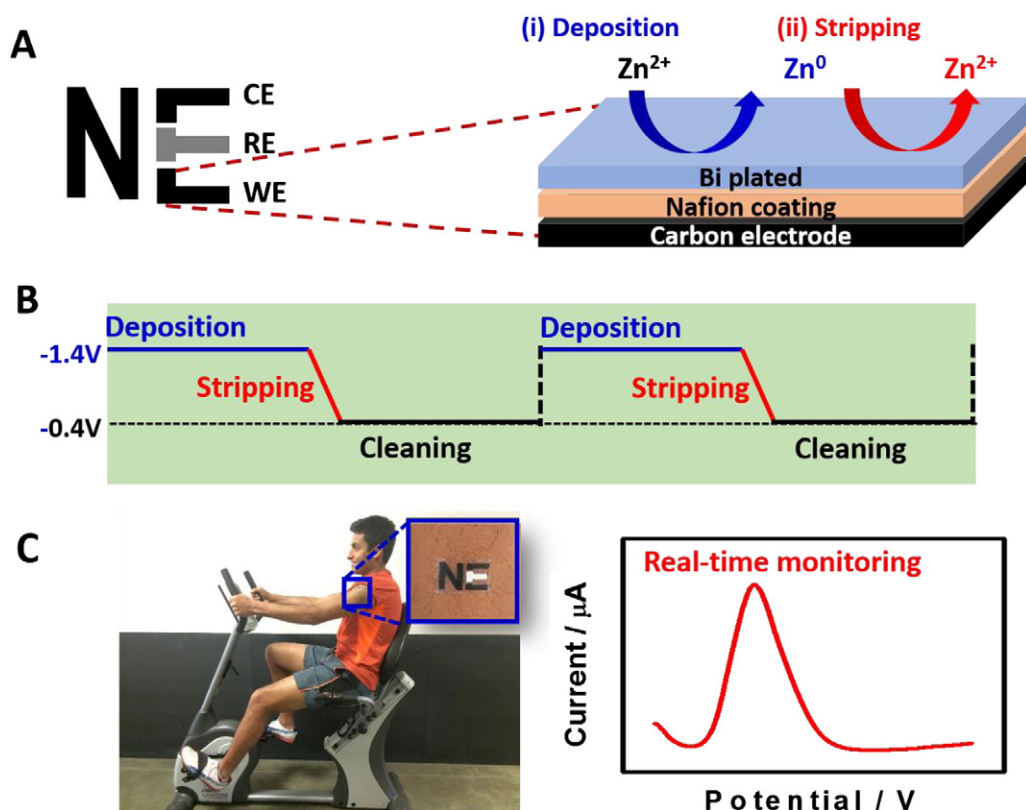 A
(i) Deposition
(ii) Stripping
Zn²⁺
Zn⁰
Zn²⁺
NE
CE
RE
WE
Bi plated
Nafion coating
Carbon electrode
B
Deposition
Deposition
-1.4V
Stripping
Stripping
-0.4V
Cleaning
Cleaning
C
NE
Real-time monitoring
Current / μA
Potential / V